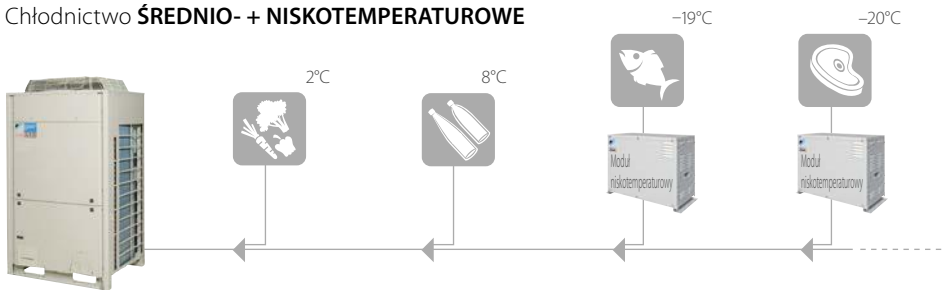 Chłodnictwo ŚREDNIO- + NISKOTEMPERATUROWE
2°C
8°C
–19°C
–20°C
Moduł
niskotemperaturowy
Moduł
niskotemperaturowy